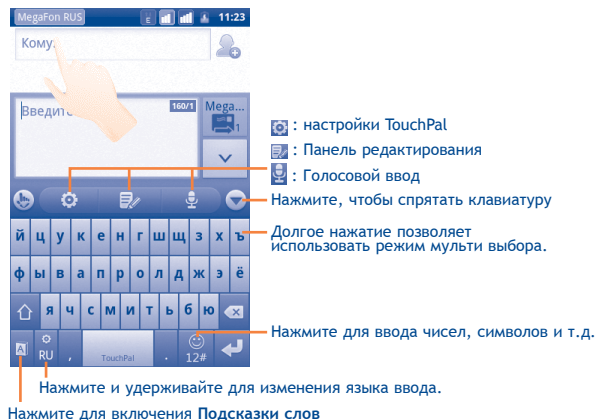 MegaFon RUS E 11:23
Кому:
Введите
160/1
Mega...
1
: настройки TouchPal
: Панель редактирования
: Голосовой ввод
Нажмите, чтобы спрятать клавиатуру
й ц у к е н г ш щ з х ъ
Долгое нажатие позволяет
использовать режим мульти выбора.
ф ы в а п р о л д ж э ё
я ч с м и т ь б ю
Нажмите для ввода чисел, символов и т.д.
A RU , TouchPal . 12#
Нажмите и удерживайте для изменения языка ввода.
Нажмите для включения Подсказки слов